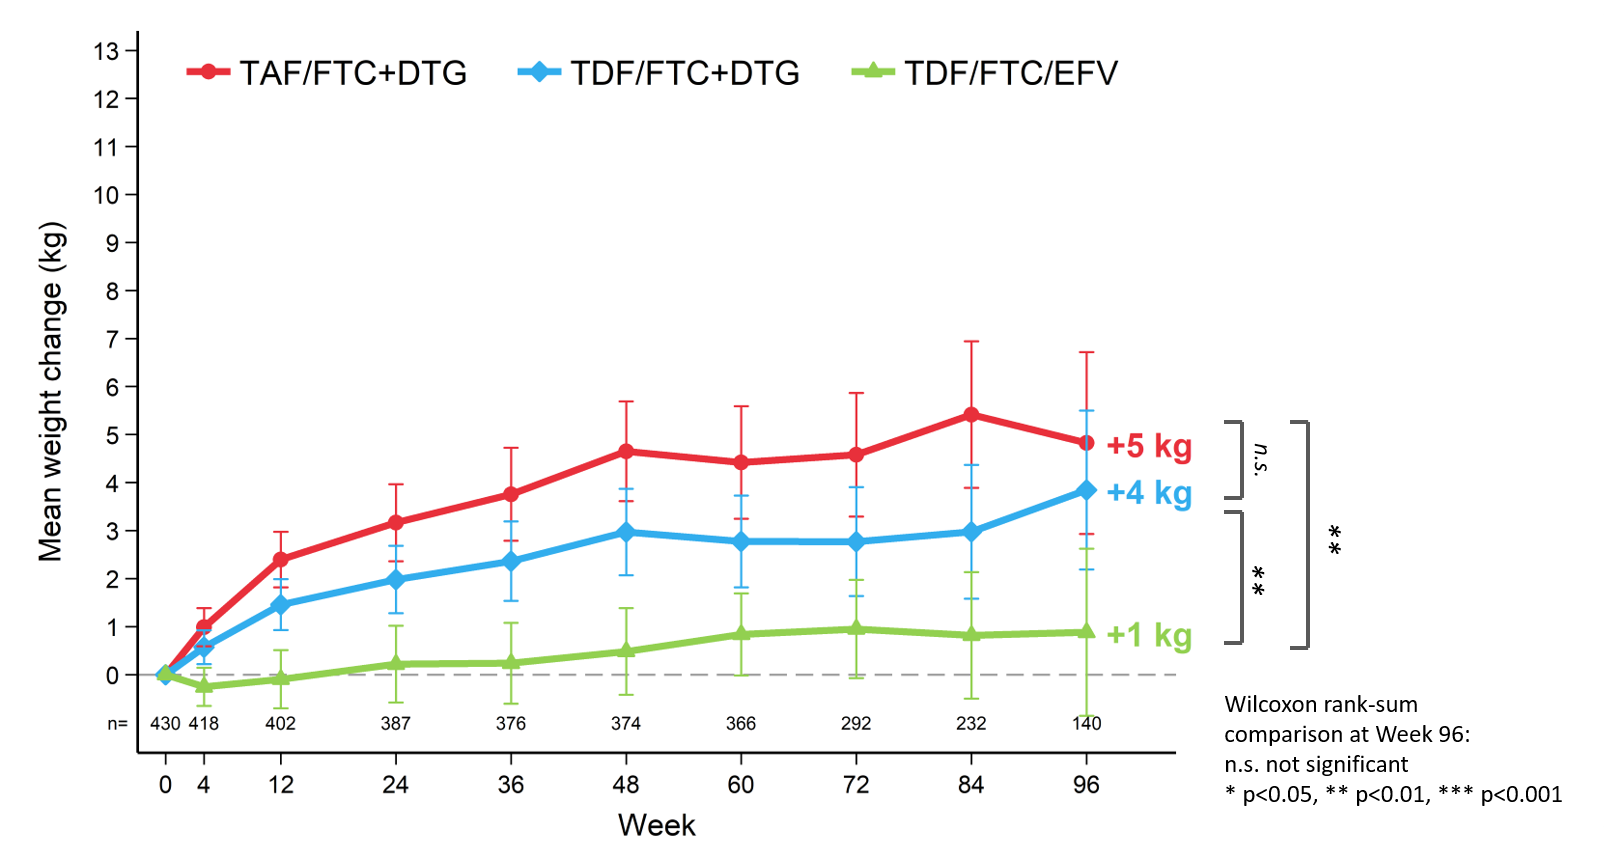 TAF/FTC+DTG TDF/FTC+DTG TDF/FTC/EFV
Mean weight change (kg)
13
12
11
10
9
8
7
6
5
4
3
2
1
0
+5 kg
+4 kg
+1 kg
n.s.
**
**
n= 430 418 402 387 376 374 366 292 232 140
0 4 12 24 36 48 60 72 84 96
Week
Wilcoxon rank-sum
comparison at Week 96:
n.s. not significant
* p<0.05, ** p<0.01, *** p<0.001